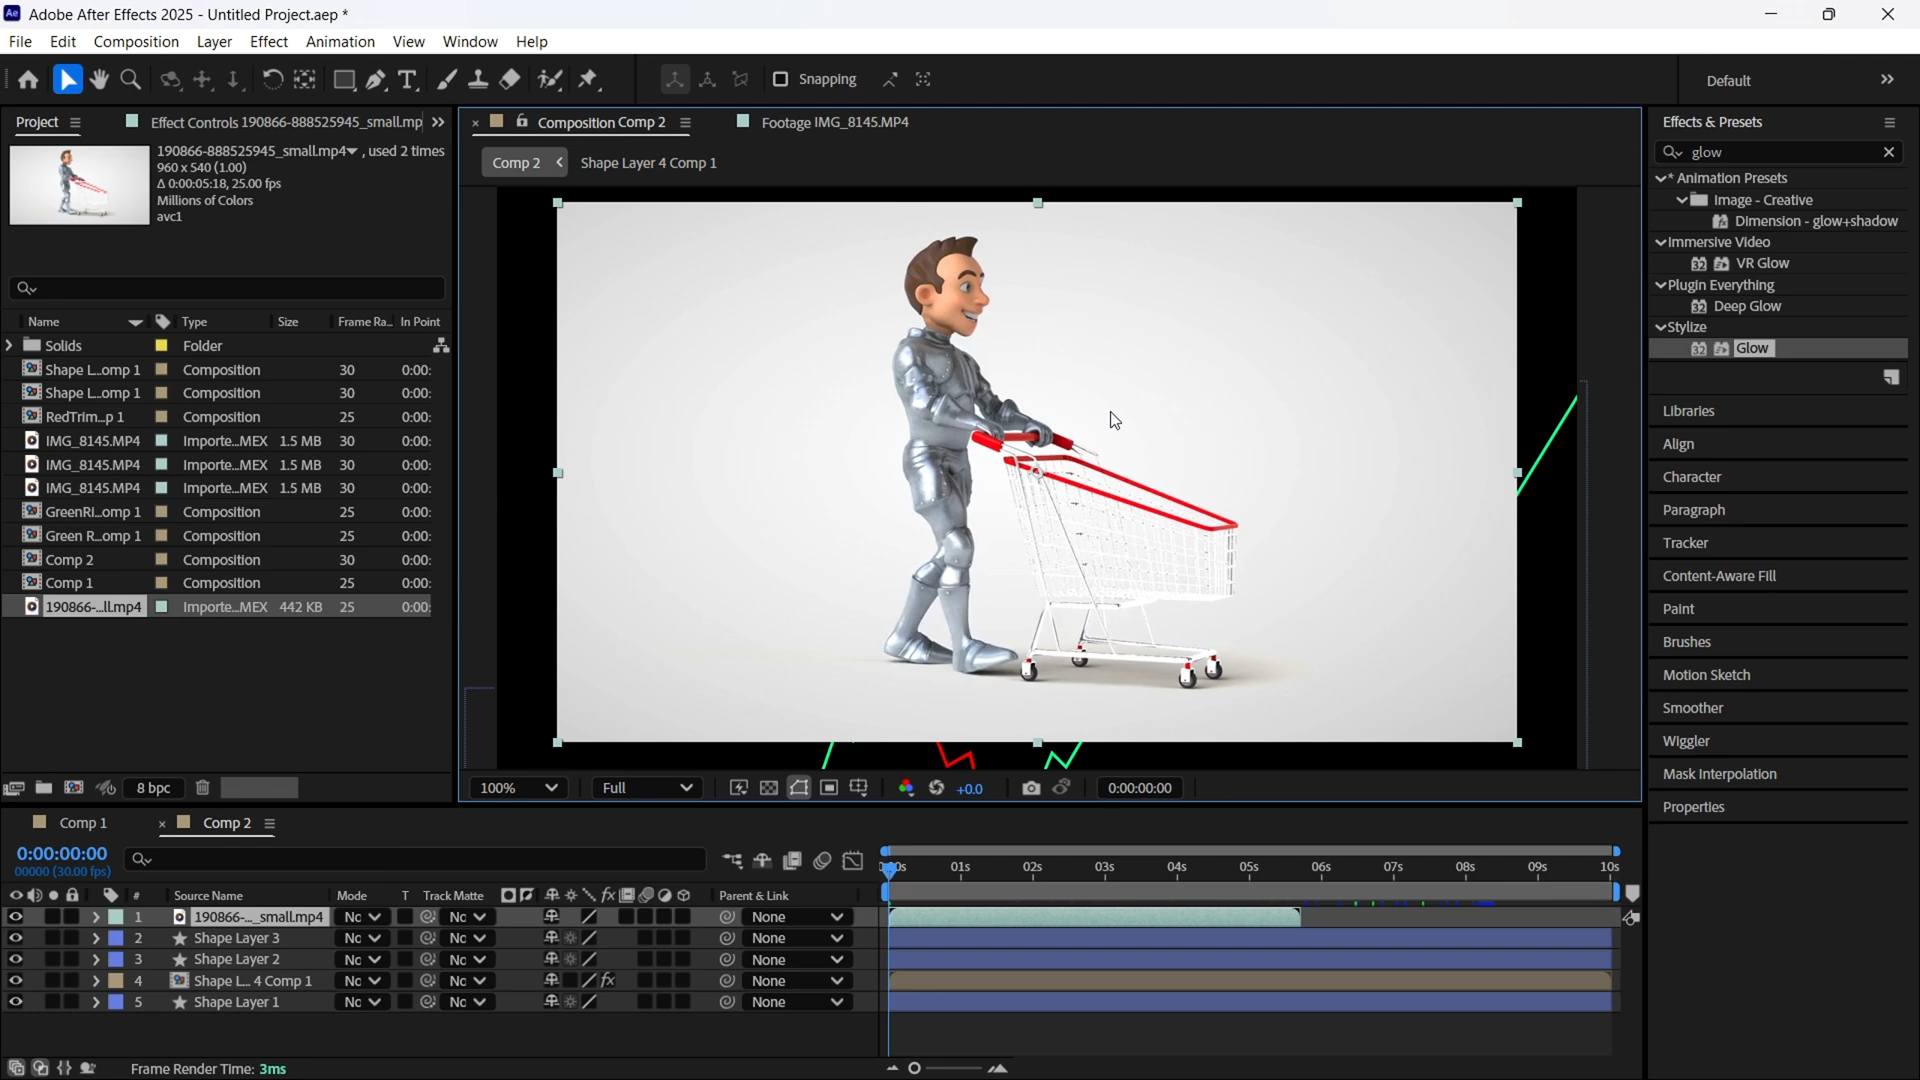 Adobe After Effects 2025 - Untitled Project.aep *
File Edit Composition Layer Effect Animation View Window Help
Snapping Default
Project Effect Controls 190866-888525945_small.mp
190866-888525945_small.mp4 , used 2 times
960 x 540 (1.00)
Δ 0:00:05:18, 25.00 fps
Millions of Colors
avc1
Name Type Size Frame Ra... In Point
Solids Folder
Shape L...omp 1 Composition 30 0:00:
Shape L...omp 1 Composition 30 0:00:
RedTrim...p 1 Composition 25 0:00:
IMG_8145.MP4 Importe...MEX 1.5 MB 30 0:00:
IMG_8145.MP4 Importe...MEX 1.5 MB 30 0:00:
IMG_8145.MP4 Importe...MEX 1.5 MB 30 0:00:
GreenRi...omp 1 Composition 25 0:00:
Green R...omp 1 Composition 25 0:00:
Comp 2 Composition 30 0:00:
Comp 1 Composition 25 0:00:
190866-...ll.mp4 Importe...MEX 442 KB 25 0:00:
8 bpc
Composition Comp 2 Footage IMG_8145.MP4
Comp 2 Shape Layer 4 Comp 1
100% Full +0.0 0:00:00:00
Effects & Presets
glow
* Animation Presets
Image - Creative
Dimension - glow+shadow
Immersive Video
VR Glow
Plugin Everything
Deep Glow
Stylize
Glow
Libraries
Align
Character
Paragraph
Tracker
Content-Aware Fill
Paint
Brushes
Motion Sketch
Smoother
Wiggler
Mask Interpolation
Properties
Comp 1 Comp 2
0:00:00:00
00000 (30.00 fps)
01s 02s 03s 04s 05s 06s 07s 08s 09s 10s
# Source Name Mode T Track Matte Parent & Link
1 190866-..._small.mp4 Nc Nc None
2 Shape Layer 3 Nc Nc None
3 Shape Layer 2 Nc Nc None
4 Shape L... 4 Comp 1 Nc Nc None
5 Shape Layer 1 Nc Nc None
Frame Render Time: 3ms